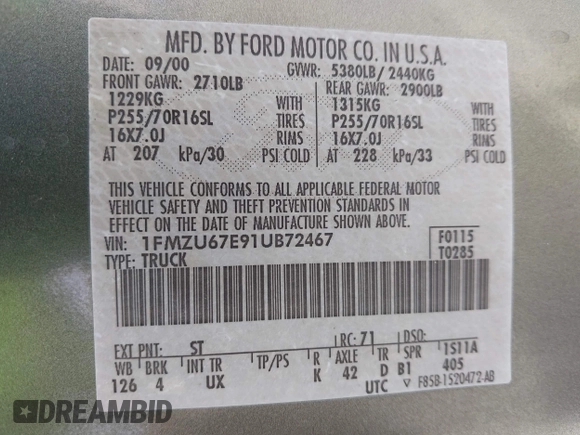 MFD. BY FORD MOTOR CO. IN U.S.A.
DATE: 09/00 GVWR: 5380LB/ 2440KG
FRONT GAWR: 2710LB REAR GAWR: 2900LB
1229KG WITH 1315KG WITH
P255/70R16SL TIRES P255/70R16SL TIRES
16X7.0J RIMS 16X7.0J RIMS
AT 207 kPa/30 PSI COLD AT 228 kPa/33 PSI COLD
THIS VEHICLE CONFORMS TO ALL APPLICABLE FEDERAL MOTOR
VEHICLE SAFETY AND THEFT PREVENTION STANDARDS IN
EFFECT ON THE DATE OF MANUFACTURE SHOWN ABOVE.
VIN: 1FMZU67E91UB72467 F0115
TYPE: TRUCK T0285
EXT PNT: ST RC: 71 DSO:
WB BRK INT TR TP/PS R AXLE TR SPR 1S11A
126 4 UX K 42 D B1 405
UTC ▽ F85B-1520472-AB
DREAMBID